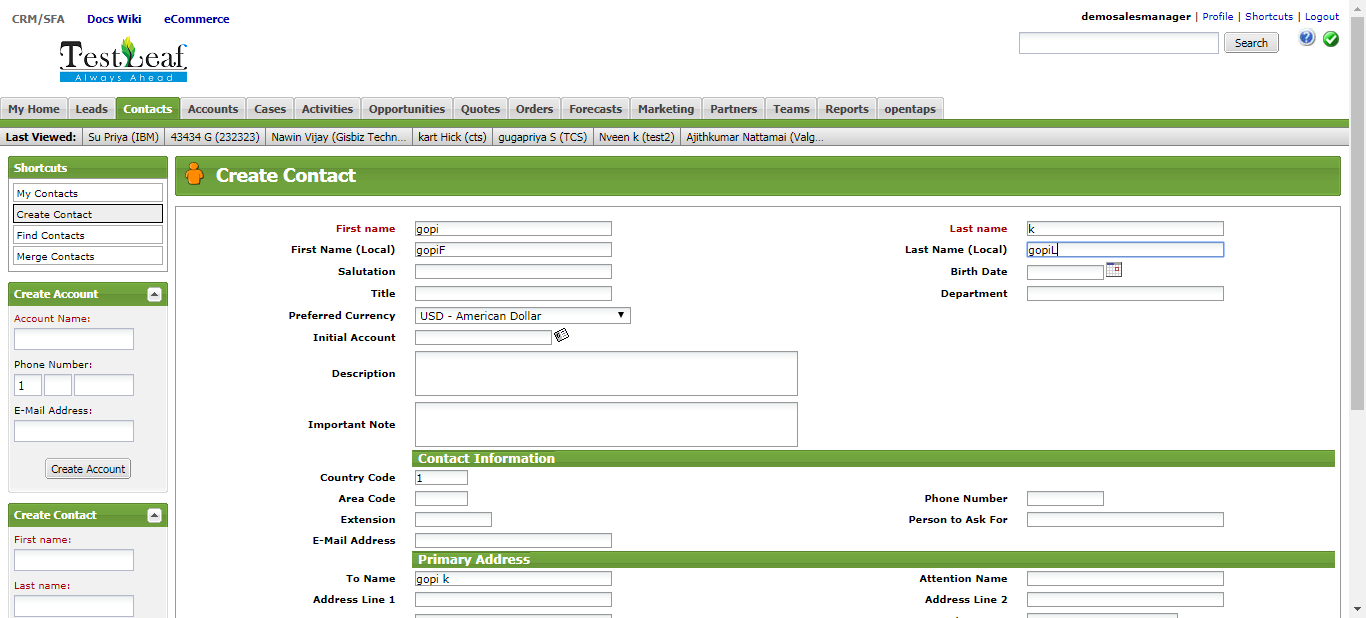 CRM/SFA Docs Wiki eCommerce
demosalesmanager | Profile | Shortcuts | Logout
TestLeaf
Always Ahead
Search
My Home Leads Contacts Accounts Cases Activities Opportunities Quotes Orders Forecasts Marketing Partners Teams Reports opentaps
Last Viewed: Su Priya (IBM) 43434 G (232323) Nawin Vijay (Gisbiz Techn... kart Hick (cts) gugapriya S (TCS) Nveen k (test2) Ajithkumar Nattamai (Valg...
Shortcuts
My Contacts
Create Contact
Find Contacts
Merge Contacts
Create Account
Account Name:
Phone Number:
1
E-Mail Address:
Create Account
Create Contact
First name:
Last name:
Create Contact
First name gopi Last name k
First Name (Local) gopiF Last Name (Local) gopiL
Salutation Birth Date
Title Department
Preferred Currency USD - American Dollar
Initial Account
Description
Important Note
Contact Information
Country Code 1
Area Code Phone Number
Extension Person to Ask For
E-Mail Address
Primary Address
To Name gopi k Attention Name
Address Line 1 Address Line 2